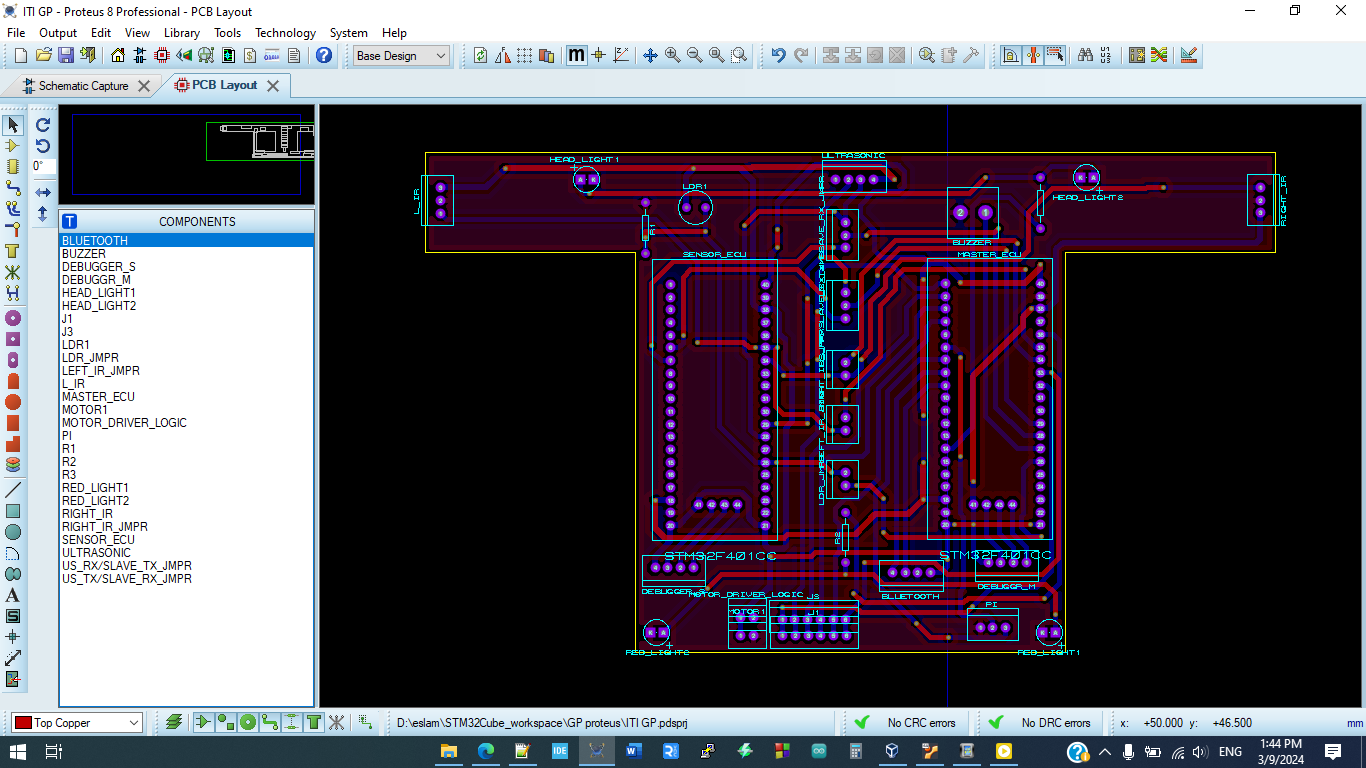 ITI GP - Proteus 8 Professional - PCB Layout
File Output Edit View Library Tools Technology System Help
Base Design
Schematic Capture
PCB Layout
0°
COMPONENTS
BLUETOOTH
BUZZER
DEBUGGER_S
DEBUGGR_M
HEAD_LIGHT1
HEAD_LIGHT2
J1
J3
LDR1
LDR_JMPR
LEFT_IR_JMPR
L_IR
MASTER_ECU
MOTOR1
MOTOR_DRIVER_LOGIC
PI
R1
R2
R3
RED_LIGHT1
RED_LIGHT2
RIGHT_IR
RIGHT_IR_JMPR
SENSOR_ECU
ULTRASONIC
US_RX/SLAVE_TX_JMPR
US_TX/SLAVE_RX_JMPR
HEAD_LIGHT1
ULTRASONIC
LDR1
HEAD_LIGHT2
L_IR
RIGHT_IR
R1
BUZZER
SENSOR_ECU
MASTER_ECU
R2
STM32F401CC
STM32F401CC
DEBUGGR_M
BLUETOOTH
MOTOR_DRIVER_LOGIC
J3
MOTOR1
J1
PI
RED_LIGHT2
RED_LIGHT1
Top Copper
D:\eslam\STM32Cube_workspace\GP proteus\ITI GP.pdsprj
No CRC errors
No DRC errors
x: +50.000 y: +46.500 mm
IDE
ENG
1:44 PM
3/9/2024